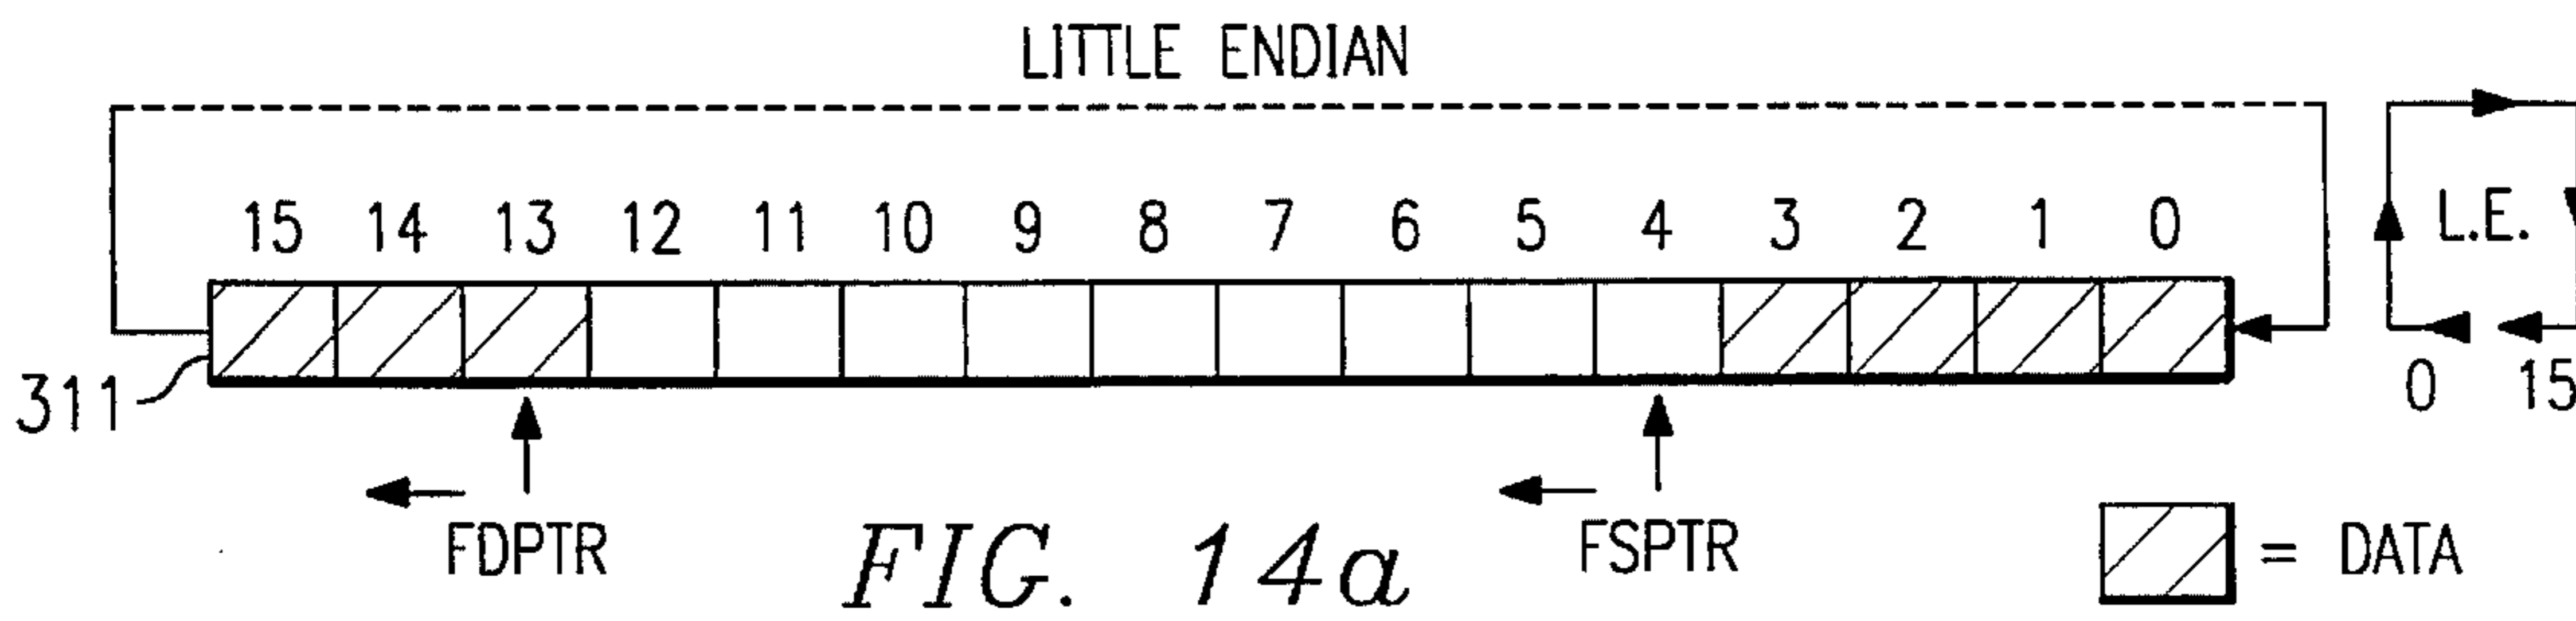 LITTLE ENDIAN
15 14 13 12 11 10 9 8 7 6 5 4 3 2 1 0 L.E.
311 0 15
FDPTR FIG. 14a FSPTR = DATA